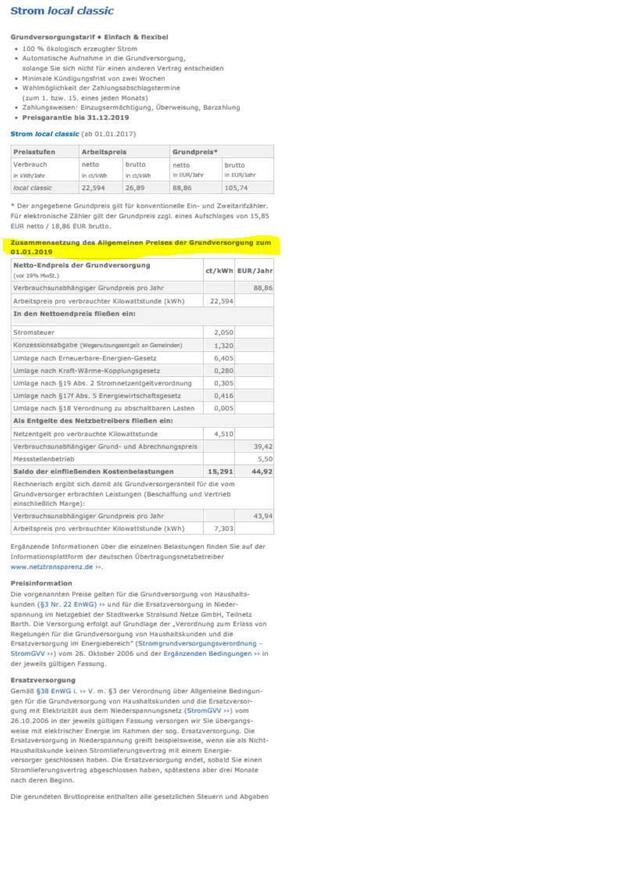 Strom local classic
Grundversorgungstarif • Einfach & flexibel
• 100 % ökologisch erzeugter Strom
• Automatische Aufnahme in die Grundversorgung,
solange Sie sich nicht für einen anderen Vertrag entscheiden
• Minimale Kündigungsfrist von zwei Wochen
• Wahlmöglichkeit der Zahlungsabschlagstermine
(zum 1. bzw. 15. eines jeden Monats)
• Zahlungsweisen: Einzugsermächtigung, Überweisung, Barzahlung
• Preisgarantie bis 31.12.2019
Strom local classic (ab 01.01.2017)
Preisstufen Arbeitspreis Grundpreis*
Verbrauch netto brutto netto brutto
in kWh/Jahr in ct/kWh in ct/kWh in EUR/Jahr in EUR/Jahr
local classic 22,594 26,89 88,86 105,74
* Der angegebene Grundpreis gilt für konventionelle Ein- und Zweitarifzähler.
Für elektronische Zähler gilt der Grundpreis zzgl. eines Aufschlages von 15,85
EUR netto / 18,86 EUR brutto.
Zusammensetzung des Allgemeinen Preises der Grundversorgung zum
01.01.2019
Netto-Endpreis der Grundversorgung ct/kWh EUR/Jahr
(vor 19% MwSt.)
Verbrauchsunabhängiger Grundpreis pro Jahr 88,86
Arbeitspreis pro verbrauchter Kilowattstunde (kWh) 22,594
In den Nettoendpreis fließen ein:
Stromsteuer 2,050
Konzessionsabgabe (Wegenutzungsentgelt an Gemeinden) 1,320
Umlage nach Erneuerbare-Energien-Gesetz 6,405
Umlage nach Kraft-Wärme-Kopplungsgesetz 0,280
Umlage nach §19 Abs. 2 Stromnetzentgeltverordnung 0,305
Umlage nach §17f Abs. 5 Energiewirtschaftsgesetz 0,416
Umlage nach §18 Verordnung zu abschaltbaren Lasten 0,005
Als Entgelte des Netzbetreibers fließen ein:
Netzentgelt pro verbrauchte Kilowattstunde 4,510
Verbrauchsunabhängiger Grund- und Abrechnungspreis 39,42
Messstellenbetrieb 5,50
Saldo der einfließenden Kostenbelastungen 15,291 44,92
Rechnerisch ergibt sich damit als Grundversorgeranteil für die vom
Grundversorger erbrachten Leistungen (Beschaffung und Vertrieb
einschließlich Marge):
Verbrauchsunabhängiger Grundpreis pro Jahr 43,94
Arbeitspreis pro verbrauchter Kilowattstunde (kWh) 7,303
Ergänzende Informationen über die einzelnen Belastungen finden Sie auf der
Informationsplattform der deutschen Übertragungsnetzbetreiber
www.netztransparenz.de ››.
Preisinformation
Die vorgenannten Preise gelten für die Grundversorgung von Haushalts-
kunden (§3 Nr. 22 EnWG) ›› und für die Ersatzversorgung in Nieder-
spannung im Netzgebiet der Stadtwerke Stralsund Netze GmbH, Teilnetz
Barth. Die Versorgung erfolgt auf Grundlage der „Verordnung zum Erlass von
Regelungen für die Grundversorgung von Haushaltskunden und die
Ersatzversorgung im Energiebereich“ (Stromgrundversorgungsverordnung –
StromGVV ››) vom 26. Oktober 2006 und der Ergänzenden Bedingungen ›› in
der jeweils gültigen Fassung.
Ersatzversorgung
Gemäß §38 EnWG i. ›› V. m. §3 der Verordnung über Allgemeine Bedingun-
gen für die Grundversorgung von Haushaltskunden und die Ersatzversor-
gung mit Elektrizität aus dem Niederspannungsnetz (StromGVV ››) vom
26.10.2006 in der jeweils gültigen Fassung versorgen wir Sie übergangs-
weise mit elektrischer Energie im Rahmen der sog. Ersatzversorgung. Die
Ersatzversorgung in Niederspannung greift beispielsweise, wenn sie als Nicht-
Haushaltskunde keinen Stromlieferungsvertrag mit einem Energie-
versorger geschlossen haben. Die Ersatzversorgung endet, sobald Sie einen
Stromlieferungsvertrag abgeschlossen haben, spätestens aber drei Monate
nach deren Beginn.
Die gerundeten Bruttopreise enthalten alle gesetzlichen Steuern und Abgaben